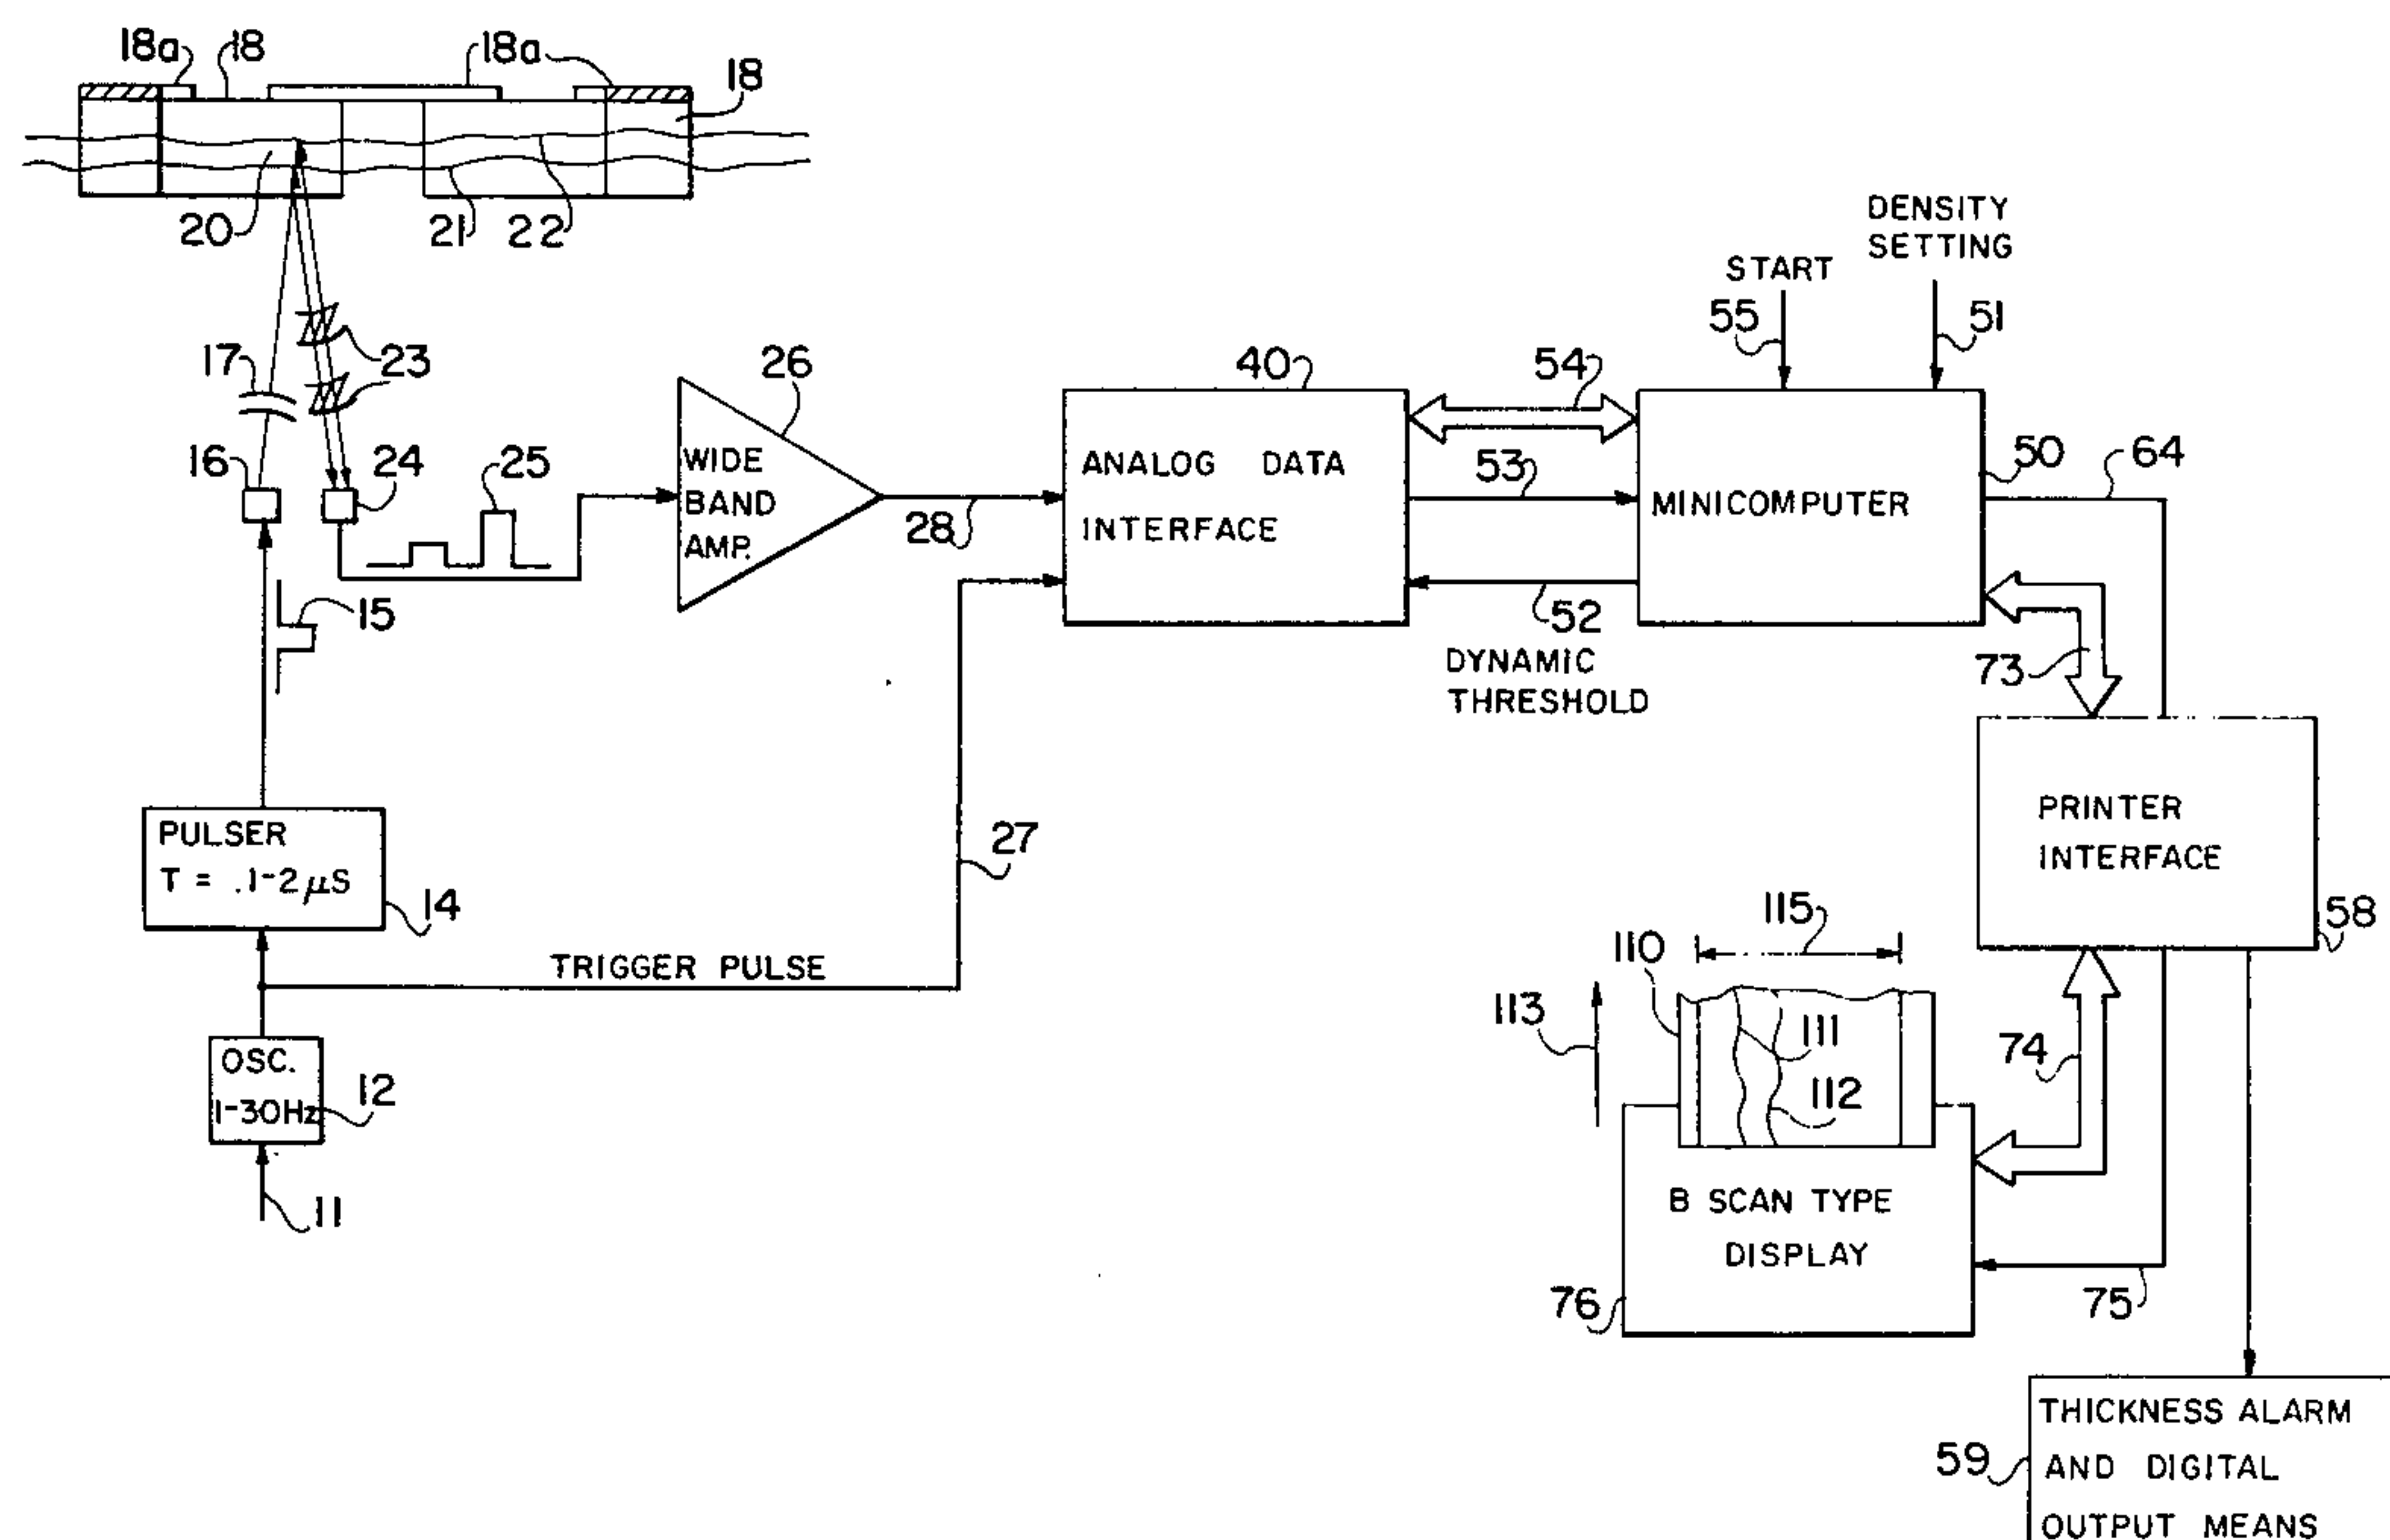 18a
18
18a
18
20
21
22
17
23
16
24
25
15
26
WIDE
BAND
AMP.
28
40
ANALOG DATA
INTERFACE
54
53
52
DYNAMIC
THRESHOLD
START
55
DENSITY
SETTING
51
MINICOMPUTER
50
64
73
PRINTER
INTERFACE
58
PULSER
T = .1-2 μS
14
TRIGGER PULSE
27
OSC.
1-30Hz
12
11
115
110
113
111
112
74
B SCAN TYPE
DISPLAY
76
75
THICKNESS ALARM
AND DIGITAL
OUTPUT MEANS
59